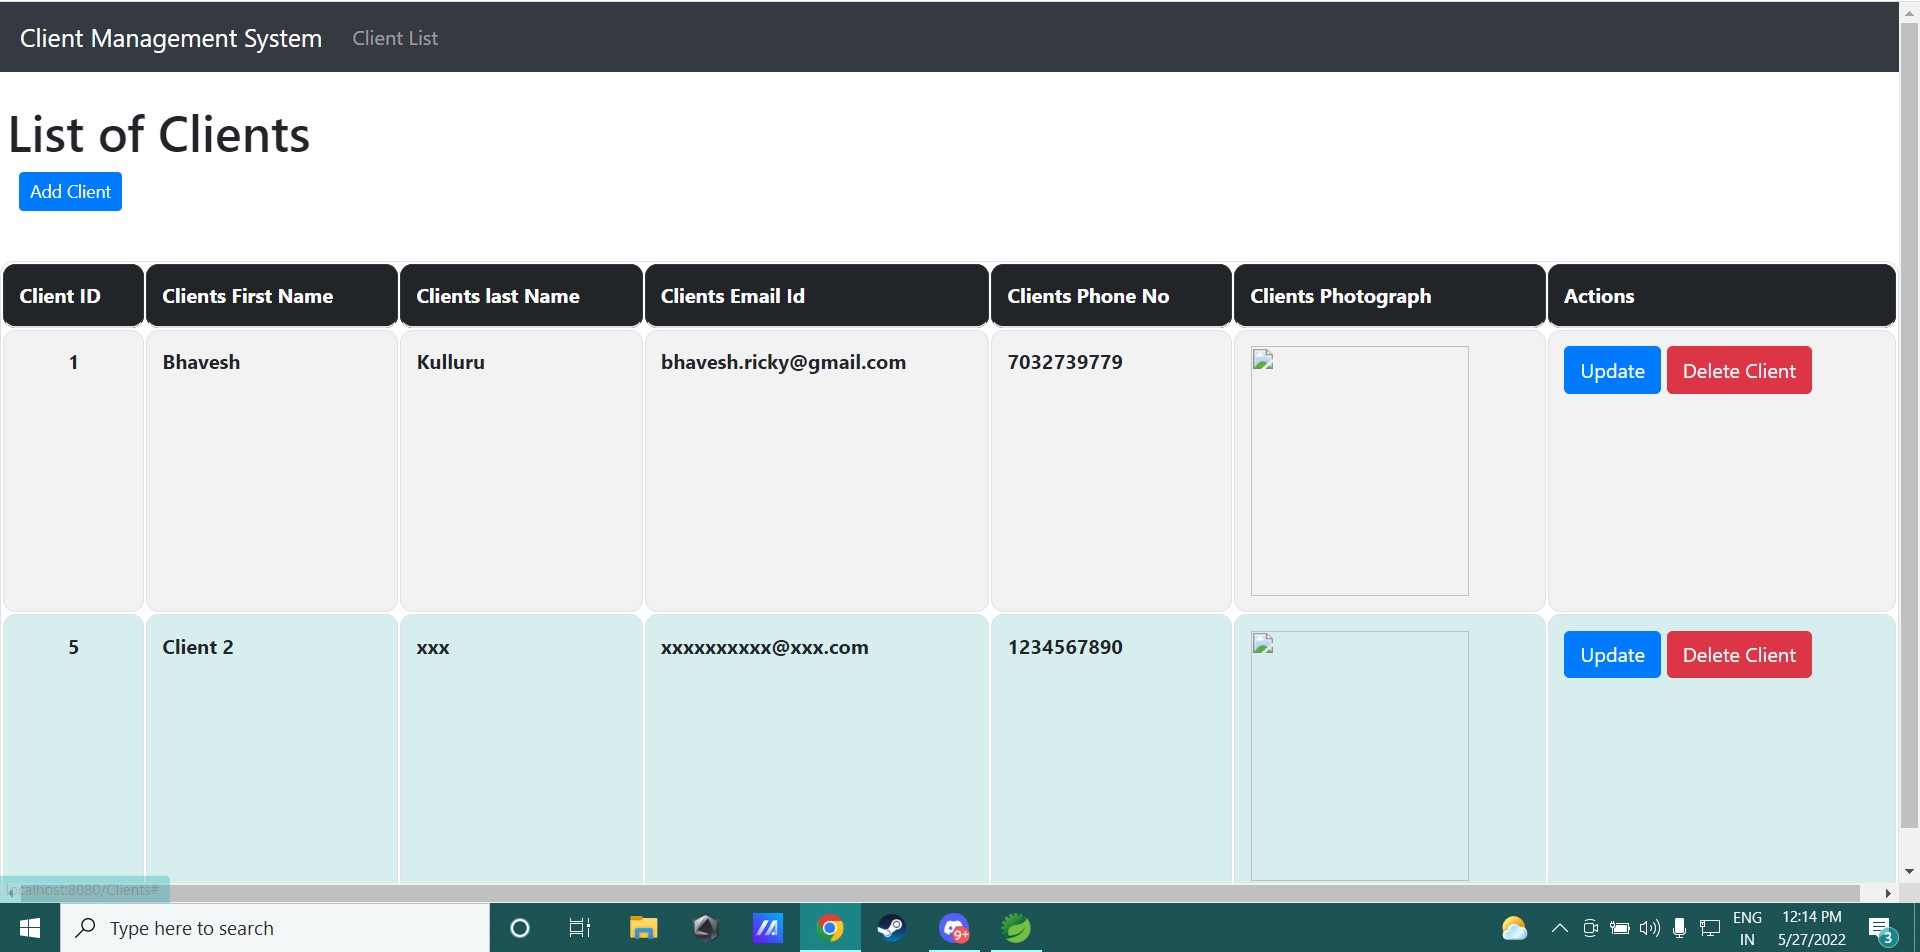 Client Management System Client List
List of Clients
Add Client
Client ID Clients First Name Clients last Name Clients Email Id Clients Phone No Clients Photograph Actions
1 Bhavesh Kulluru bhavesh.ricky@gmail.com 7032739779 Update Delete Client
5 Client 2 xxx xxxxxxxxxx@xxx.com 1234567890 Update Delete Client
localhost:8080/Clients#
Type here to search
9+
ENG
IN
12:14 PM
5/27/2022
3